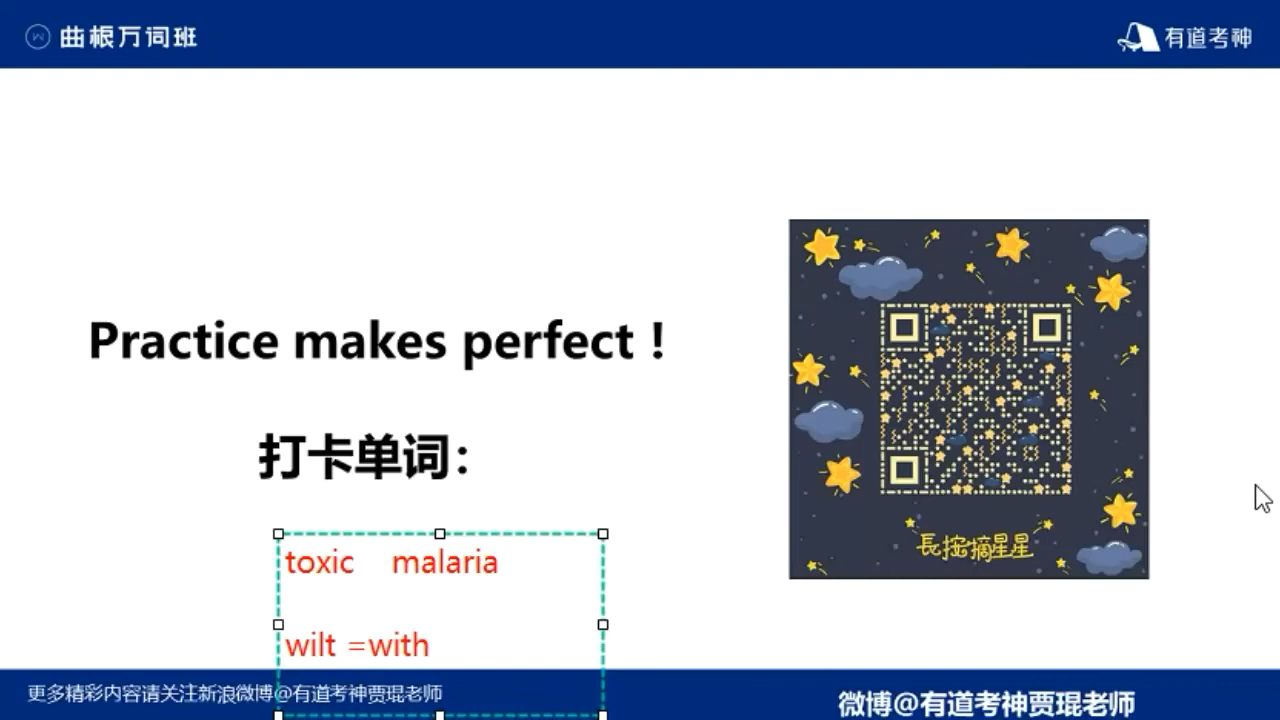 曲根万词班
有道考神
Practice makes perfect！
打卡单词：
toxic malaria
wilt =with
長按摘星星
更多精彩内容请关注新浪微博@有道考神贾琨老师
微博@有道考神贾琨老师